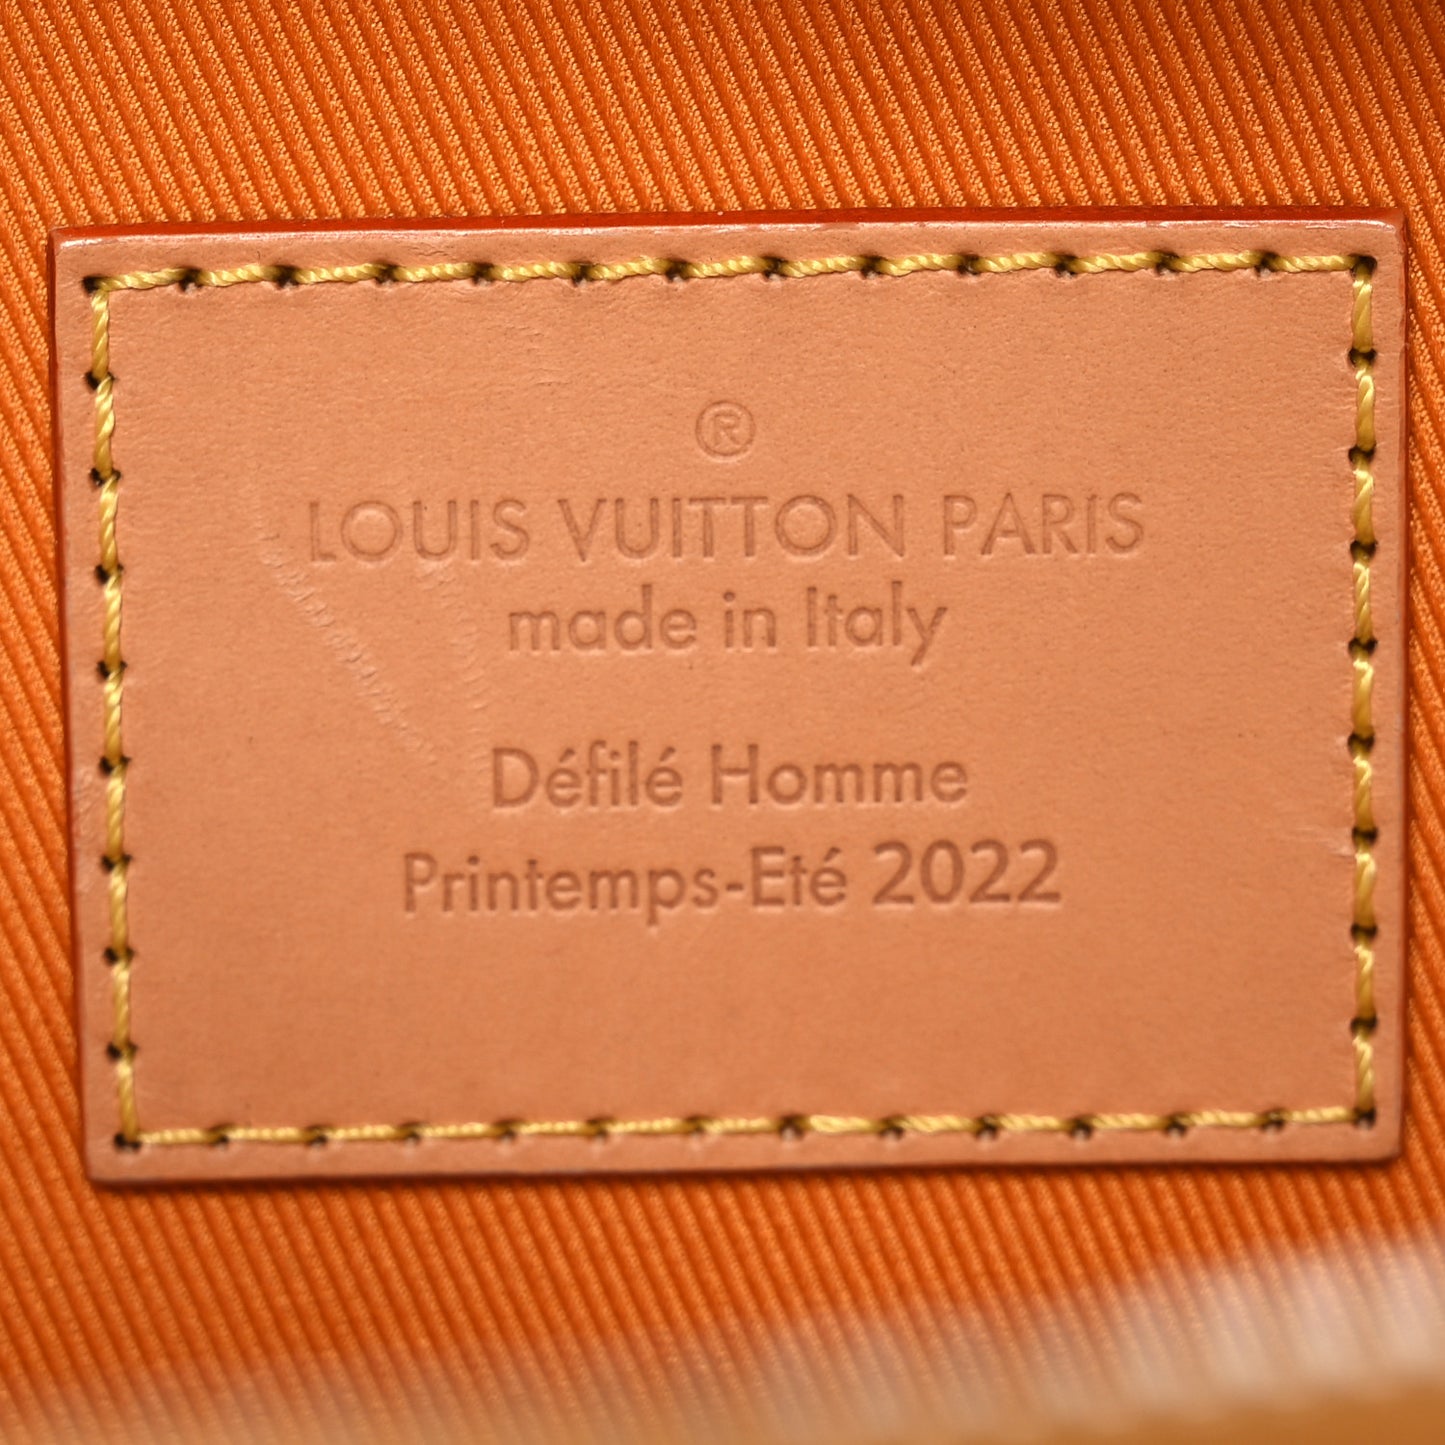 ®
LOUIS VUITTON PARIS
made in Italy
Défilé Homme
Printemps-Eté 2022